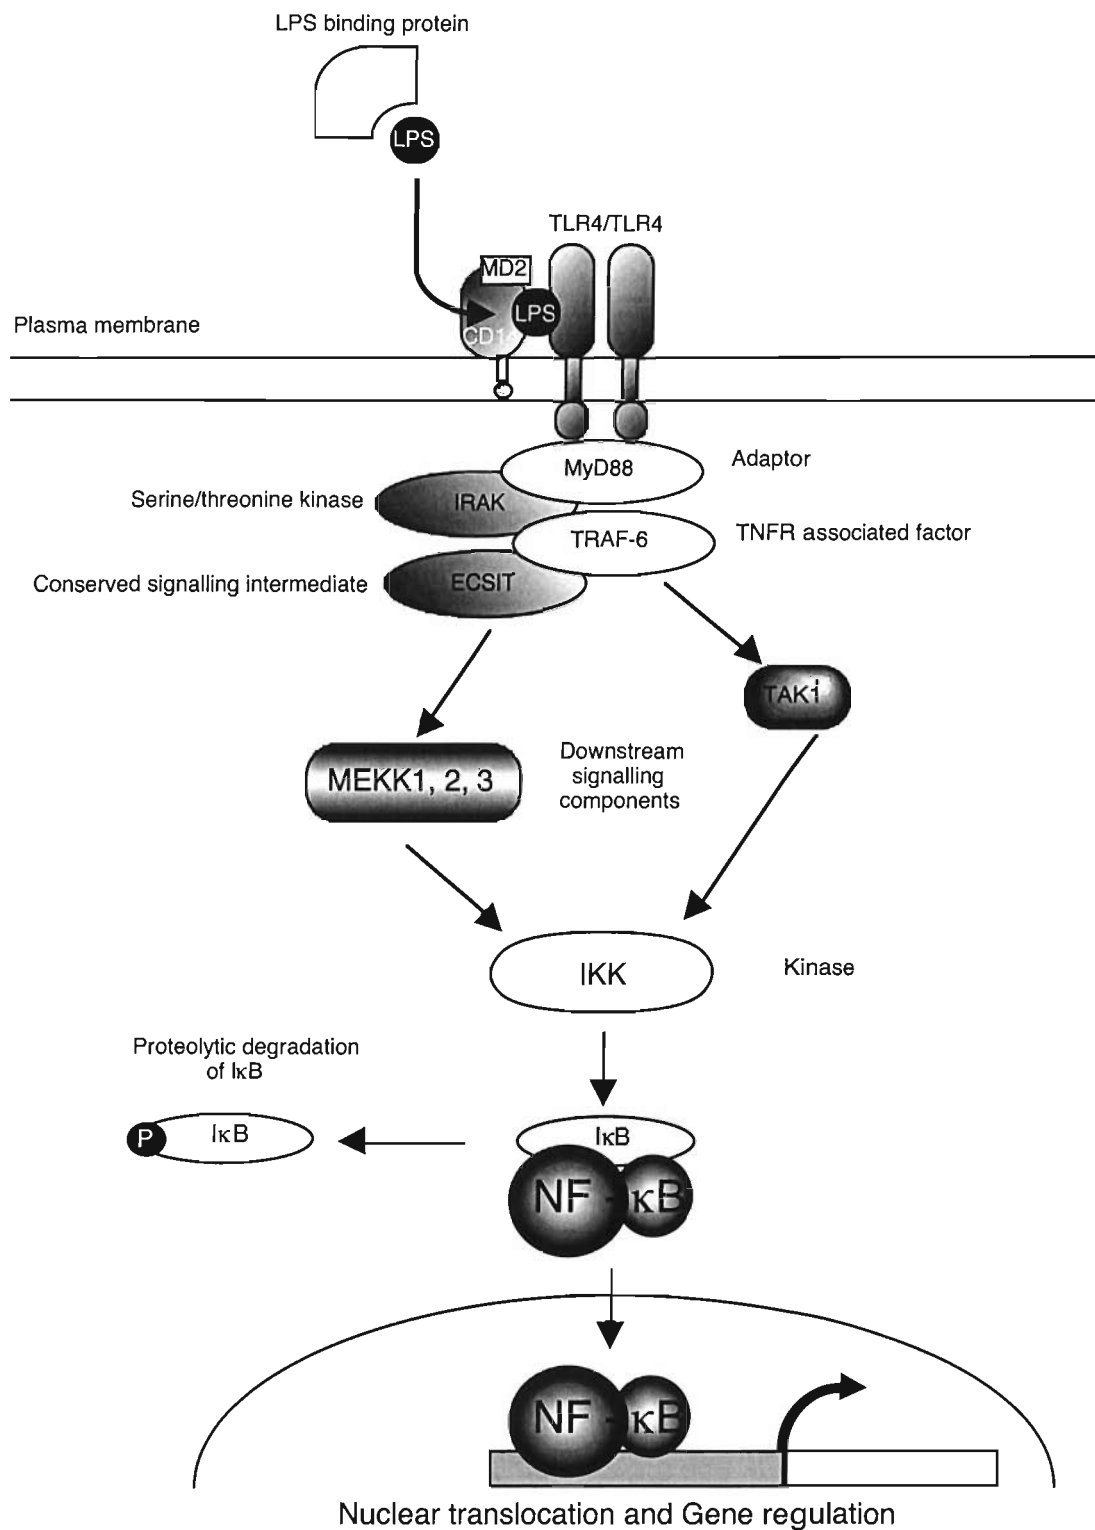 LPS binding protein
LPS
TLR4/TLR4
MD2
LPS
CD14
Plasma membrane
MyD88
Adaptor
Serine/threonine kinase
IRAK
TRAF-6
TNFR associated factor
Conserved signalling intermediate
ECSIT
TAK1
MEKK1, 2, 3
Downstream
signalling
components
IKK
Kinase
Proteolytic degradation
of IκB
P
IκB
IκB
NF - κB
NF - κB
Nuclear translocation and Gene regulation